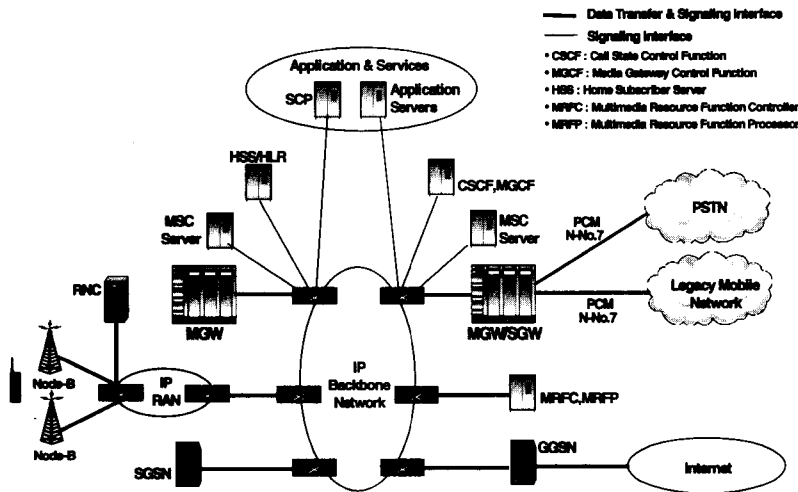 Data Transfer & Signaling Interface
Signaling Interface
• CSCF : Call State Control Function
• MGCF : Media Gateway Control Function
• HSS : Home Subscriber Server
• MRFC : Multimedia Resource Function Controller
• MRFP : Multimedia Resource Function Processor
Application & Services
SCP
Application
Servers
HSS/HLR
CSCF,MGCF
MSC
Server
MSC
Server
PCM
N-No.7
PSTN
RNC
MGW
MGW/SGW
PCM
N-No.7
Legacy Mobile
Network
Node-B
IP
RAN
IP
Backbone
Network
MRFC,MRFP
Node-B
SGSN
GGSN
Internet